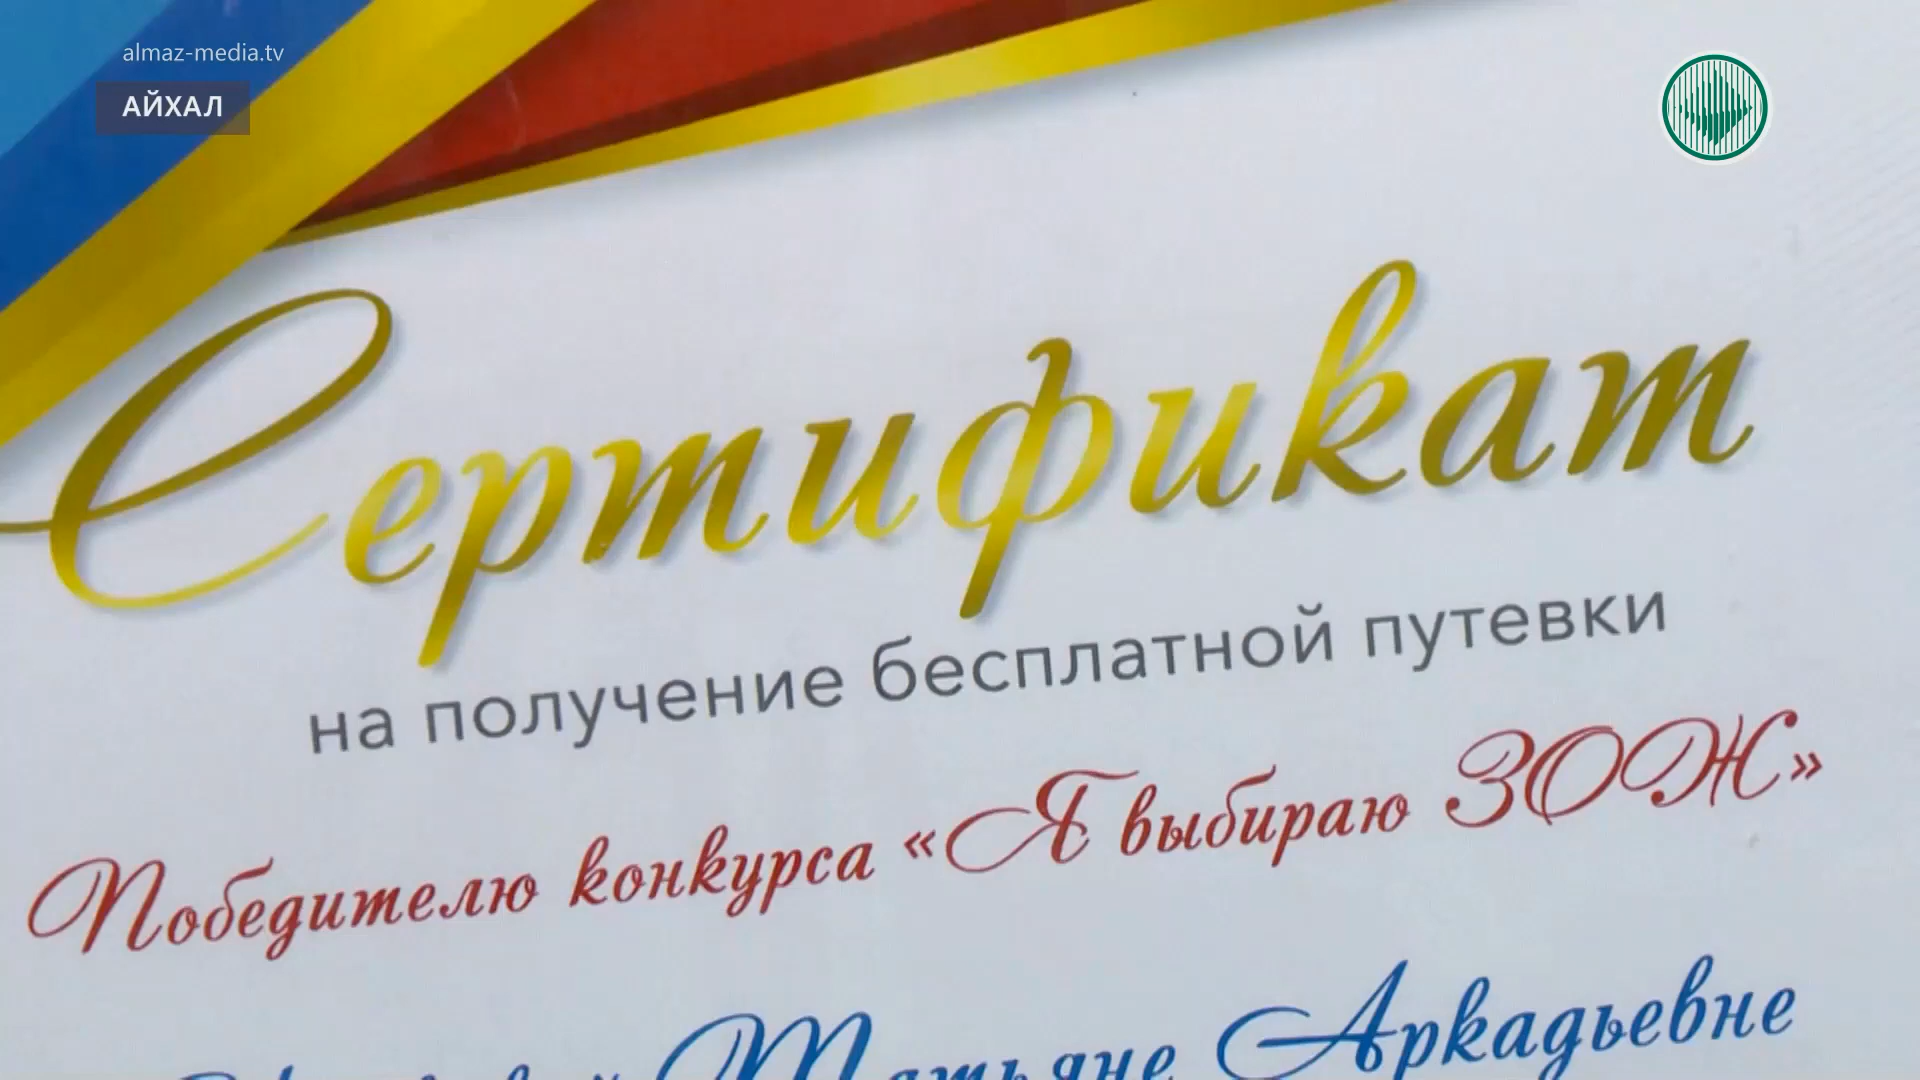 almaz-media.tv
АЙХАЛ
Сертификат
на получение бесплатной путевки
Победителю конкурса «Я выбираю ЗОЖ»
Татьяне Аркадьевне